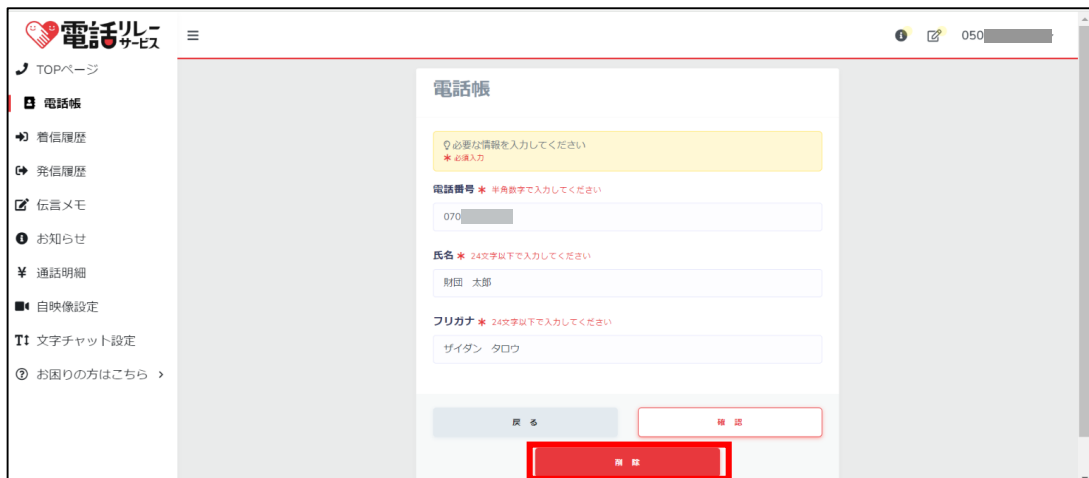 電話リレーサービス
050
TOPページ
電話帳
着信履歴
発信履歴
伝言メモ
お知らせ
通話明細
自映像設定
文字チャット設定
お困りの方はこちら
電話帳
必要な情報を入力してください
* 必須入力
電話番号 * 半角数字で入力してください
070
氏名 * 24文字以下で入力してください
財団 太郎
フリガナ * 24文字以下で入力してください
ザイダン タロウ
戻 る
確 認
削 除